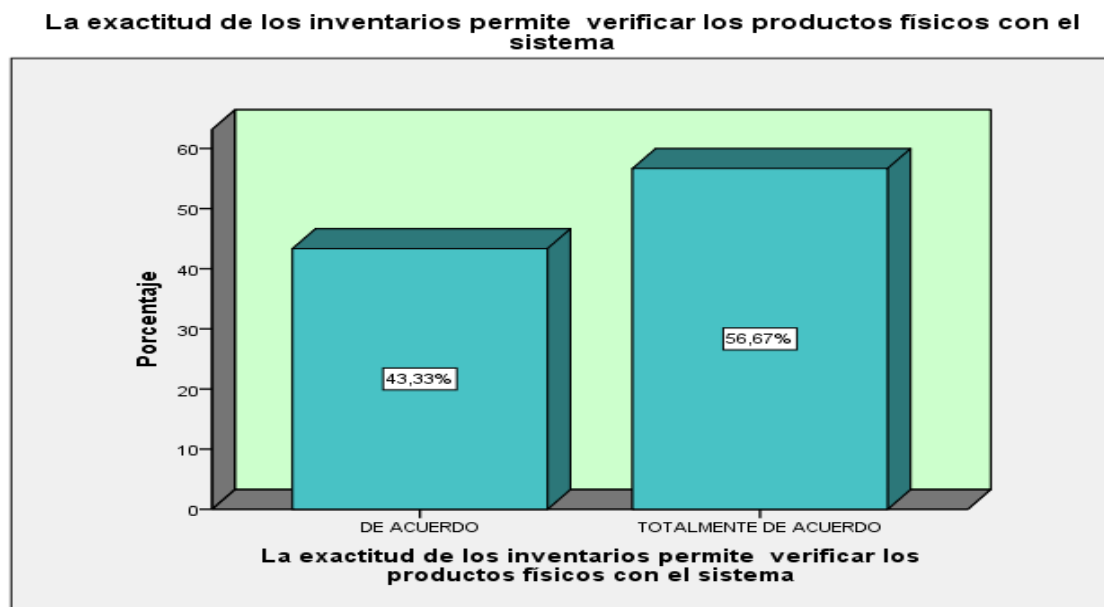 La exactitud de los inventarios permite  verificar los productos físicos con el
sistema
Porcentaje
60
50
40
30
20
10
0
43,33%
56,67%
DE ACUERDO
TOTALMENTE DE ACUERDO
La exactitud de los inventarios permite  verificar los
productos físicos con el sistema